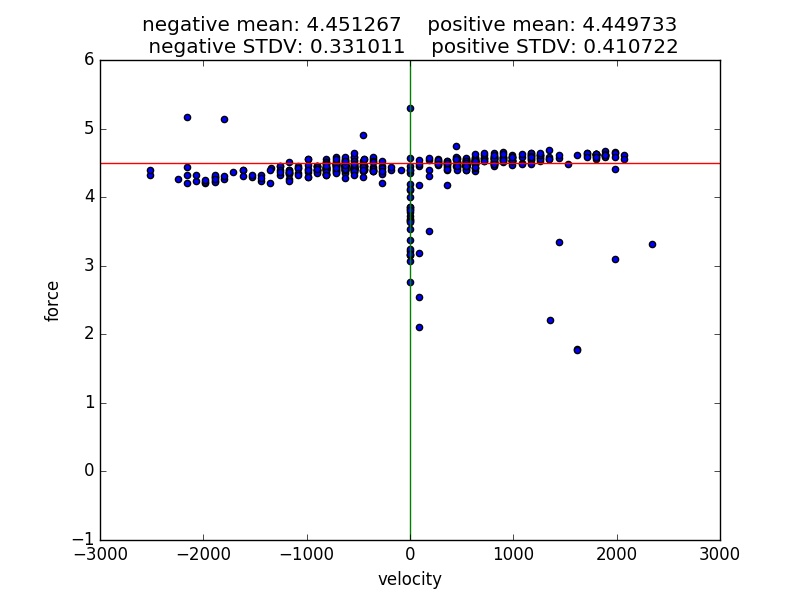 negative mean: 4.451267 positive mean: 4.449733
negative STDV: 0.331011 positive STDV: 0.410722
6
5
4
3
2
1
0
−1
force
−3000 −2000 −1000 0 1000 2000 3000
velocity